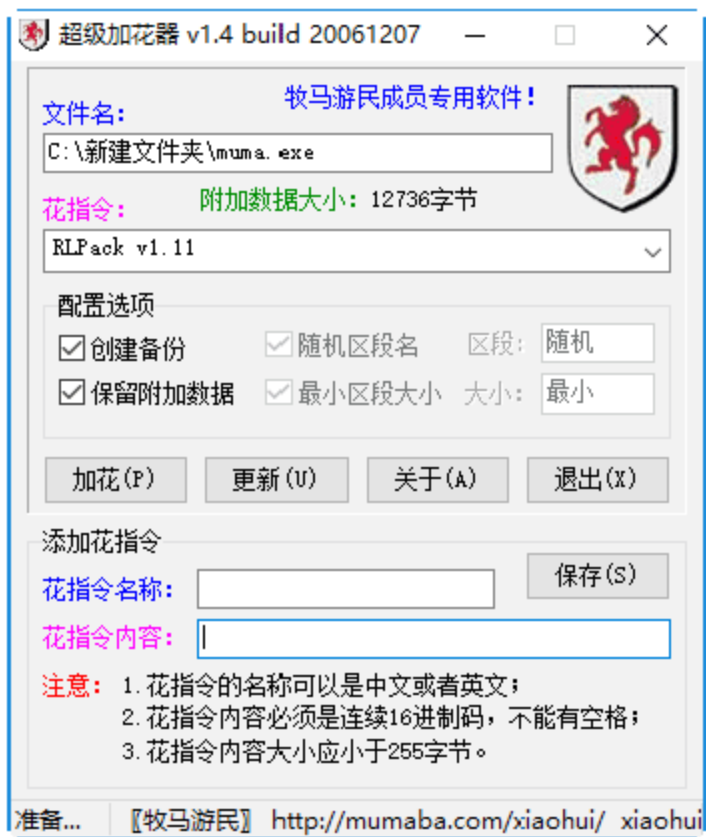 超级加花器 v1.4 build 20061207
牧马游民成员专用软件!
文件名:
C:\新建文件夹\muma.exe
花指令:
附加数据大小: 12736字节
RLPack v1.11
配置选项
创建备份 随机区段名 区段: 随机
保留附加数据 最小区段大小 大小: 最小
加花(P) 更新(U) 关于(A) 退出(X)
添加花指令
保存(S)
花指令名称:
花指令内容:
注意: 1.花指令的名称可以是中文或者英文;
2.花指令内容必须是连续16进制码，不能有空格;
3.花指令内容大小应小于255字节。
准备... 〖牧马游民〗 http://mumaba.com/xiaohui/ xiaohui